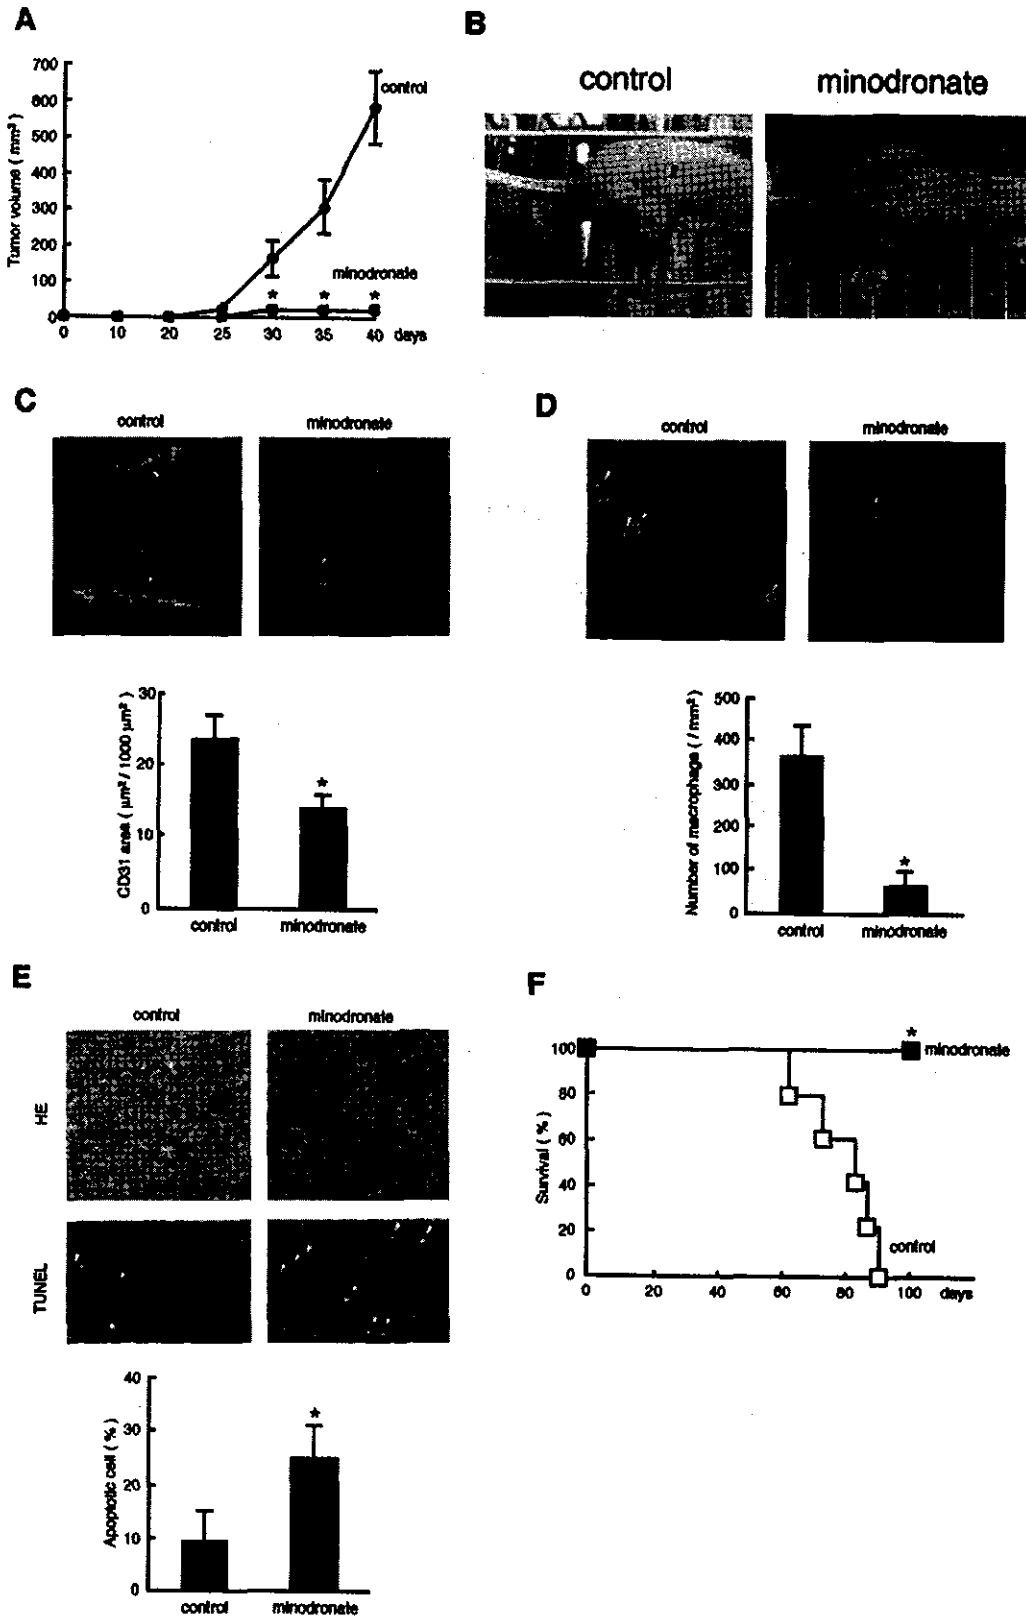 A
Tumor volume ( mm³ )
700
600
500
400
300
200
100
0
control
minodronate
* * *
0 10 20 25 30 35 40 days
B
control minodronate
C
control minodronate
CD31 area ( μm² / 1000 μm² )
30
20
10
0
*
control minodronate
D
control minodronate
Number of macrophage ( / mm² )
500
400
300
200
100
0
*
control minodronate
E
control minodronate
HE
TUNEL
Apoptotic cell ( % )
40
30
20
10
0
*
control minodronate
F
Survival ( % )
100
80
60
40
20
0
*
minodronate
control
0 20 40 60 80 100 days